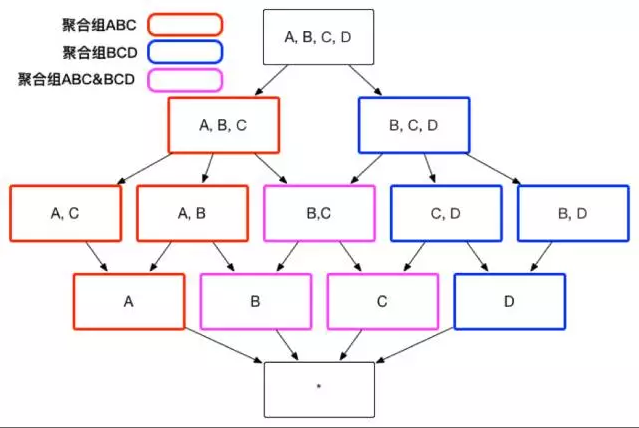 聚合组ABC
聚合组BCD
聚合组ABC&BCD
A, B, C, D
A, B, C
B, C, D
A, C
A, B
B,C
C, D
B, D
A
B
C
D
*